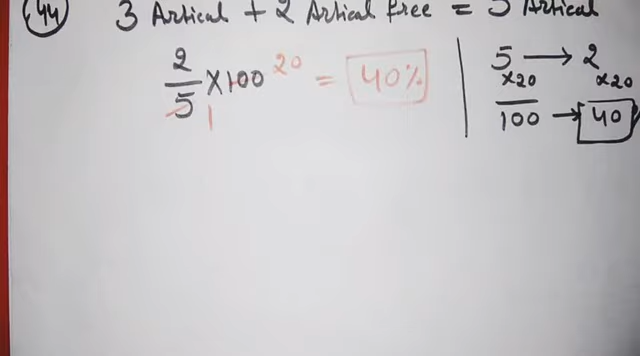 44 3 Artical + 2 Artical free = 5 Artical
2/5 × 100 20 = 40%
1
5 → 2
×20 ×20
100 → 40